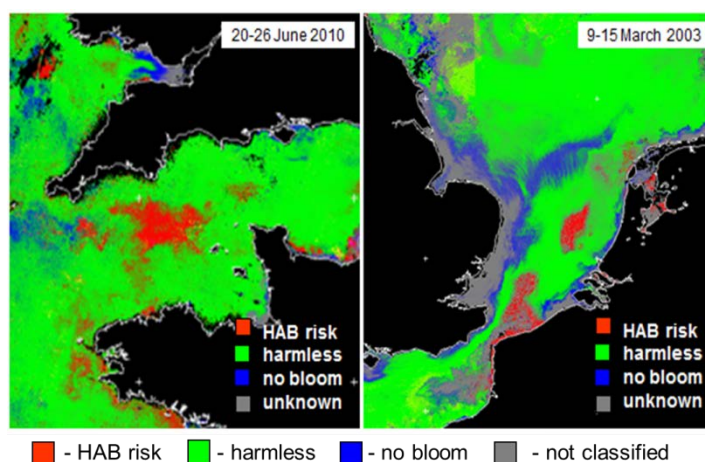 20-26 June 2010
HAB risk
harmless
no bloom
unknown
9-15 March 2003
HAB risk
harmless
no bloom
unknown
- HAB risk - harmless - no bloom - not classified